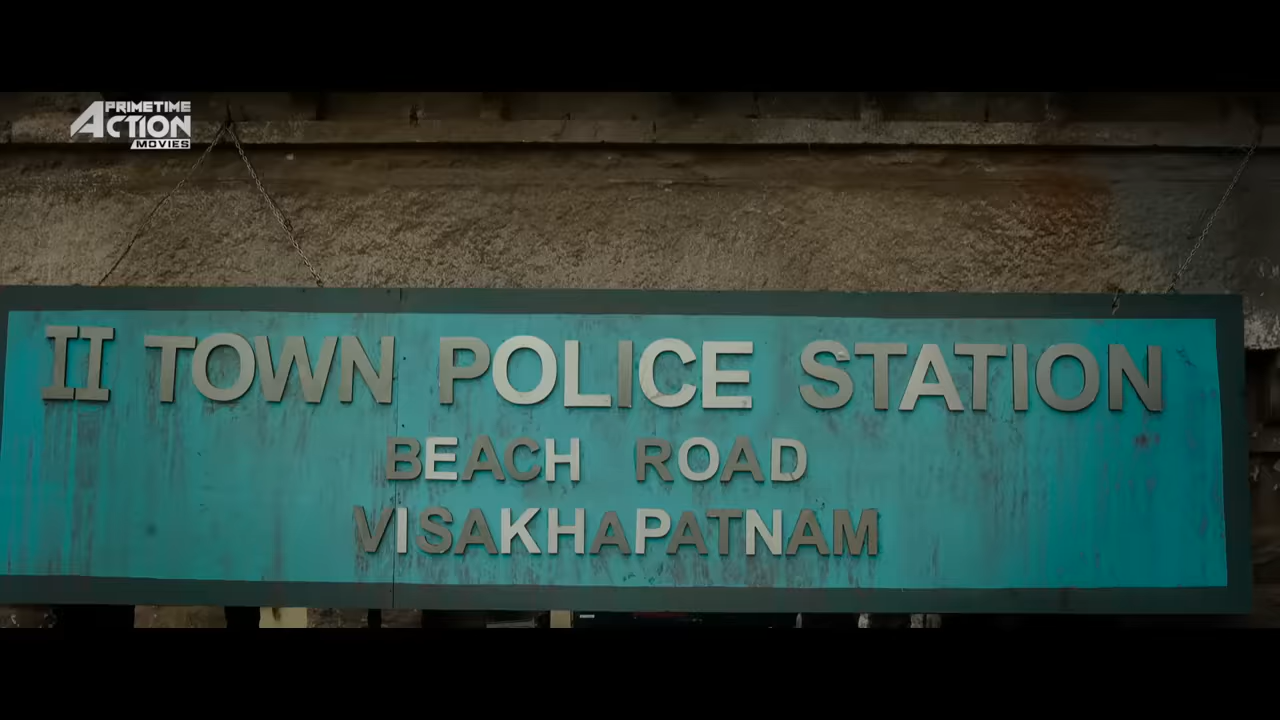 PRIMETIME
ACTION
MOVIES
II TOWN POLICE STATION
BEACH ROAD
VISAKHAPATNAM